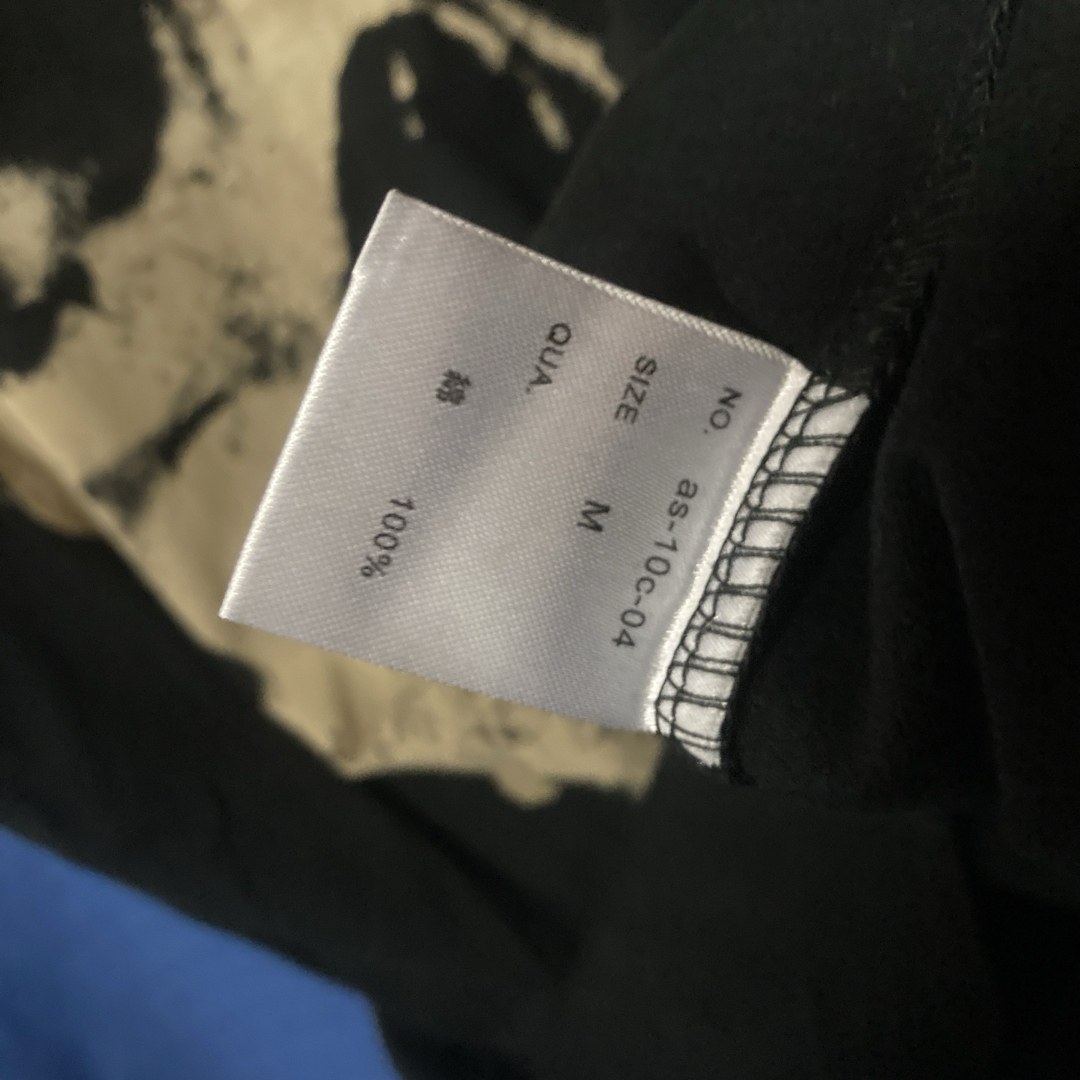 NO. as-10c-04
SIZE M
QUA.
綿 100%